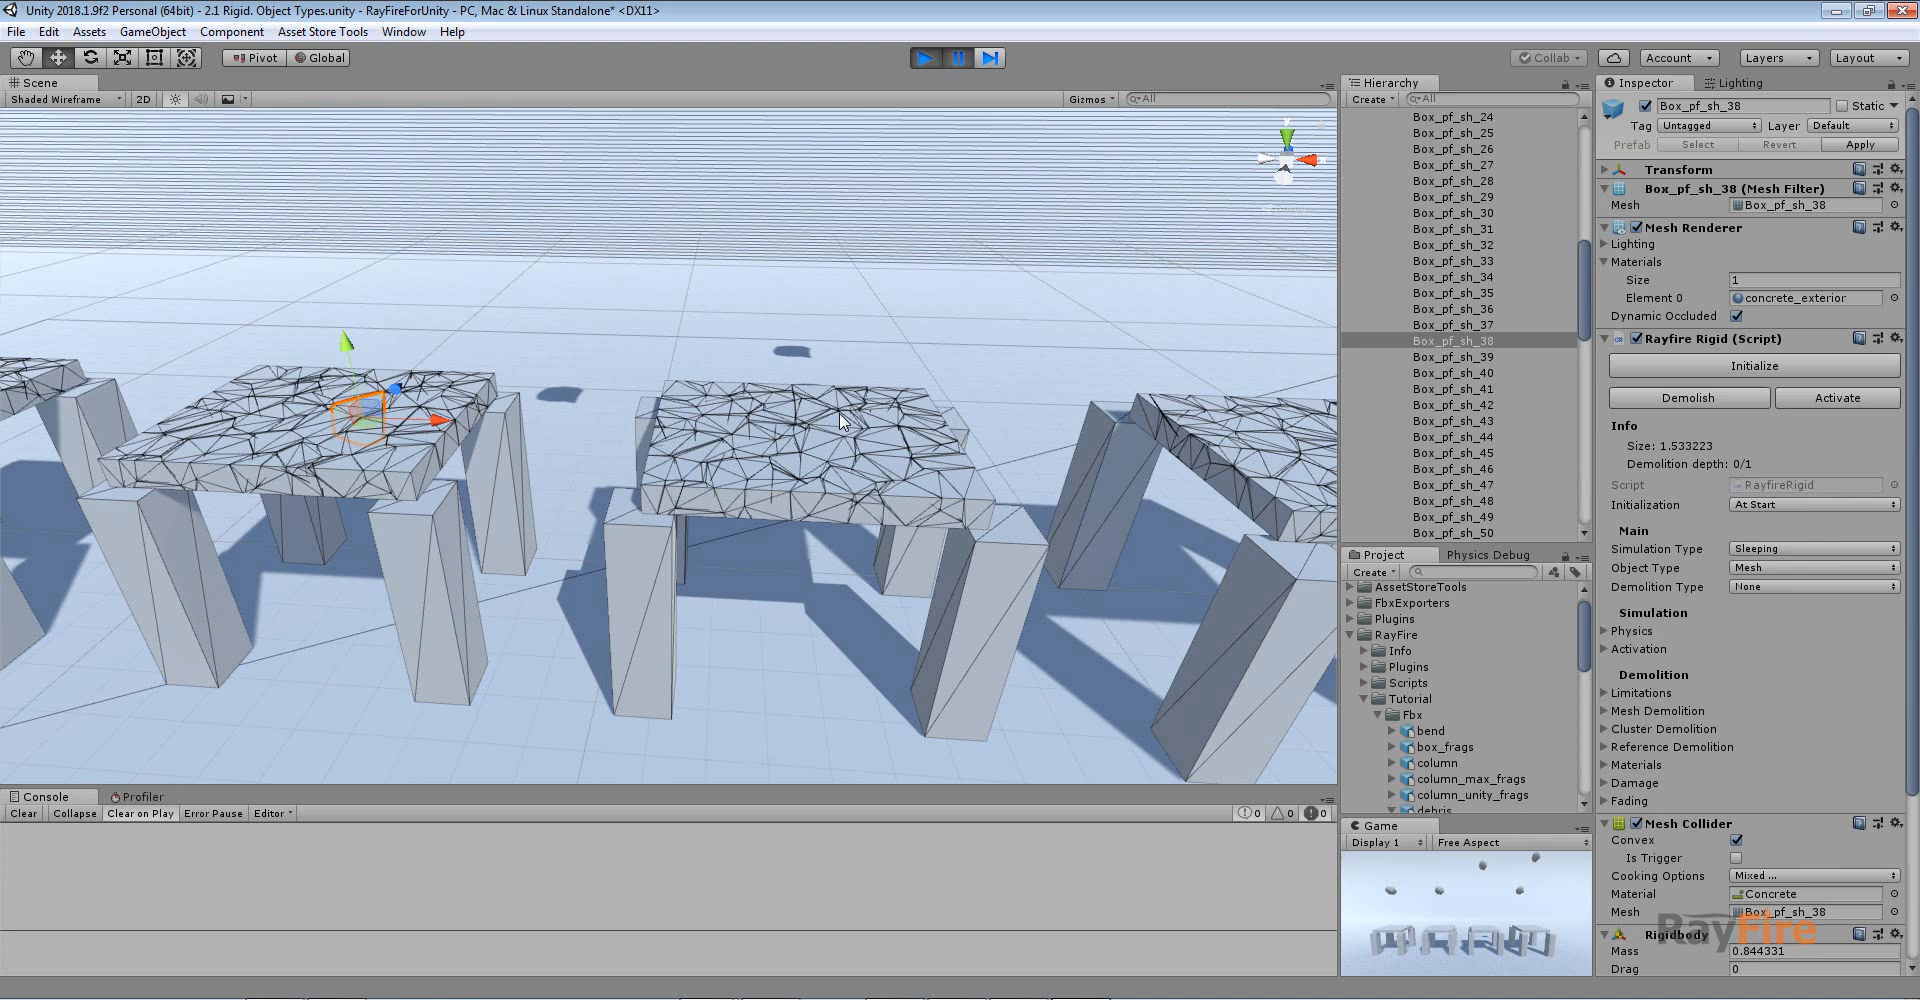 Unity 2018.1.9f2 Personal (64bit) - 2.1 Rigid. Object Types.unity - RayFireForUnity - PC, Mac & Linux Standalone* <DX11>
File Edit Assets GameObject Component Asset Store Tools Window Help
Pivot Global Collab Account Layers Layout
Scene
Shaded Wireframe 2D Gizmos All
Hierarchy
Create All
Box_pf_sh_24
Box_pf_sh_25
Box_pf_sh_26
Box_pf_sh_27
Box_pf_sh_28
Box_pf_sh_29
Box_pf_sh_30
Box_pf_sh_31
Box_pf_sh_32
Box_pf_sh_33
Box_pf_sh_34
Box_pf_sh_35
Box_pf_sh_36
Box_pf_sh_37
Box_pf_sh_38
Box_pf_sh_39
Box_pf_sh_40
Box_pf_sh_41
Box_pf_sh_42
Box_pf_sh_43
Box_pf_sh_44
Box_pf_sh_45
Box_pf_sh_46
Box_pf_sh_47
Box_pf_sh_48
Box_pf_sh_49
Box_pf_sh_50
Project Physics Debug
Create
AssetStoreTools
FbxExporters
Plugins
RayFire
Info
Plugins
Scripts
Tutorial
Fbx
bend
box_frags
column
column_max_frags
column_unity_frags
debris
Game
Display 1 Free Aspect
Inspector Lighting
Box_pf_sh_38 Static
Tag Untagged Layer Default
Prefab Select Revert Apply
Transform
Box_pf_sh_38 (Mesh Filter)
Mesh Box_pf_sh_38
Mesh Renderer
Lighting
Materials
Size 1
Element 0 concrete_exterior
Dynamic Occluded
Rayfire Rigid (Script)
Initialize
Demolish Activate
Info
Size: 1.533223
Demolition depth: 0/1
Script RayfireRigid
Initialization At Start
Main
Simulation Type Sleeping
Object Type Mesh
Demolition Type None
Simulation
Physics
Activation
Demolition
Limitations
Mesh Demolition
Cluster Demolition
Reference Demolition
Materials
Damage
Fading
Mesh Collider
Convex
Is Trigger
Cooking Options Mixed ...
Material Concrete
Mesh Box_pf_sh_38
Rigidbody
RayFire
Mass 0.844331
Drag 0
Console Profiler
Clear Collapse Clear on Play Error Pause Editor 0 0 0